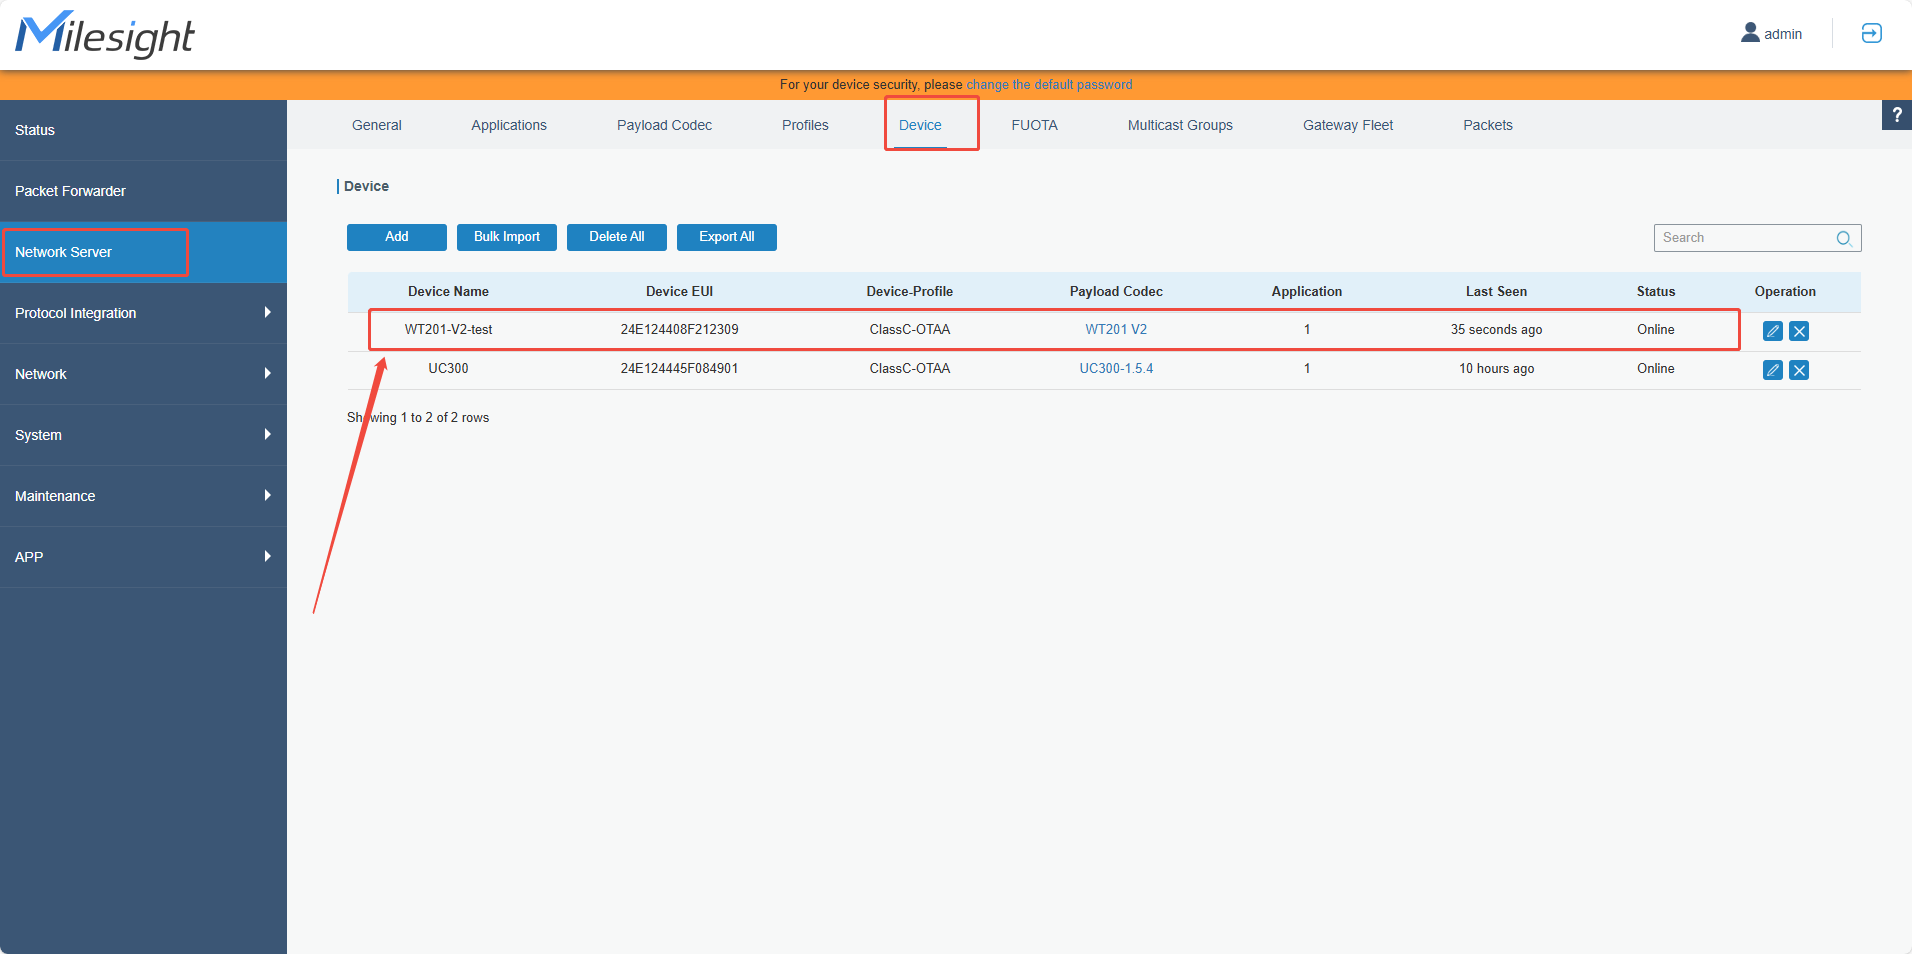 Milesight
admin
For your device security, please change the default password
Status
Packet Forwarder
Network Server
Protocol Integration
Network
System
Maintenance
APP
General Applications Payload Codec Profiles Device FUOTA Multicast Groups Gateway Fleet Packets
?
Device
Add Bulk Import Delete All Export All
Search
Device Name Device EUI Device-Profile Payload Codec Application Last Seen Status Operation
WT201-V2-test 24E124408F212309 ClassC-OTAA WT201 V2 1 35 seconds ago Online
UC300 24E124445F084901 ClassC-OTAA UC300-1.5.4 1 10 hours ago Online
Showing 1 to 2 of 2 rows